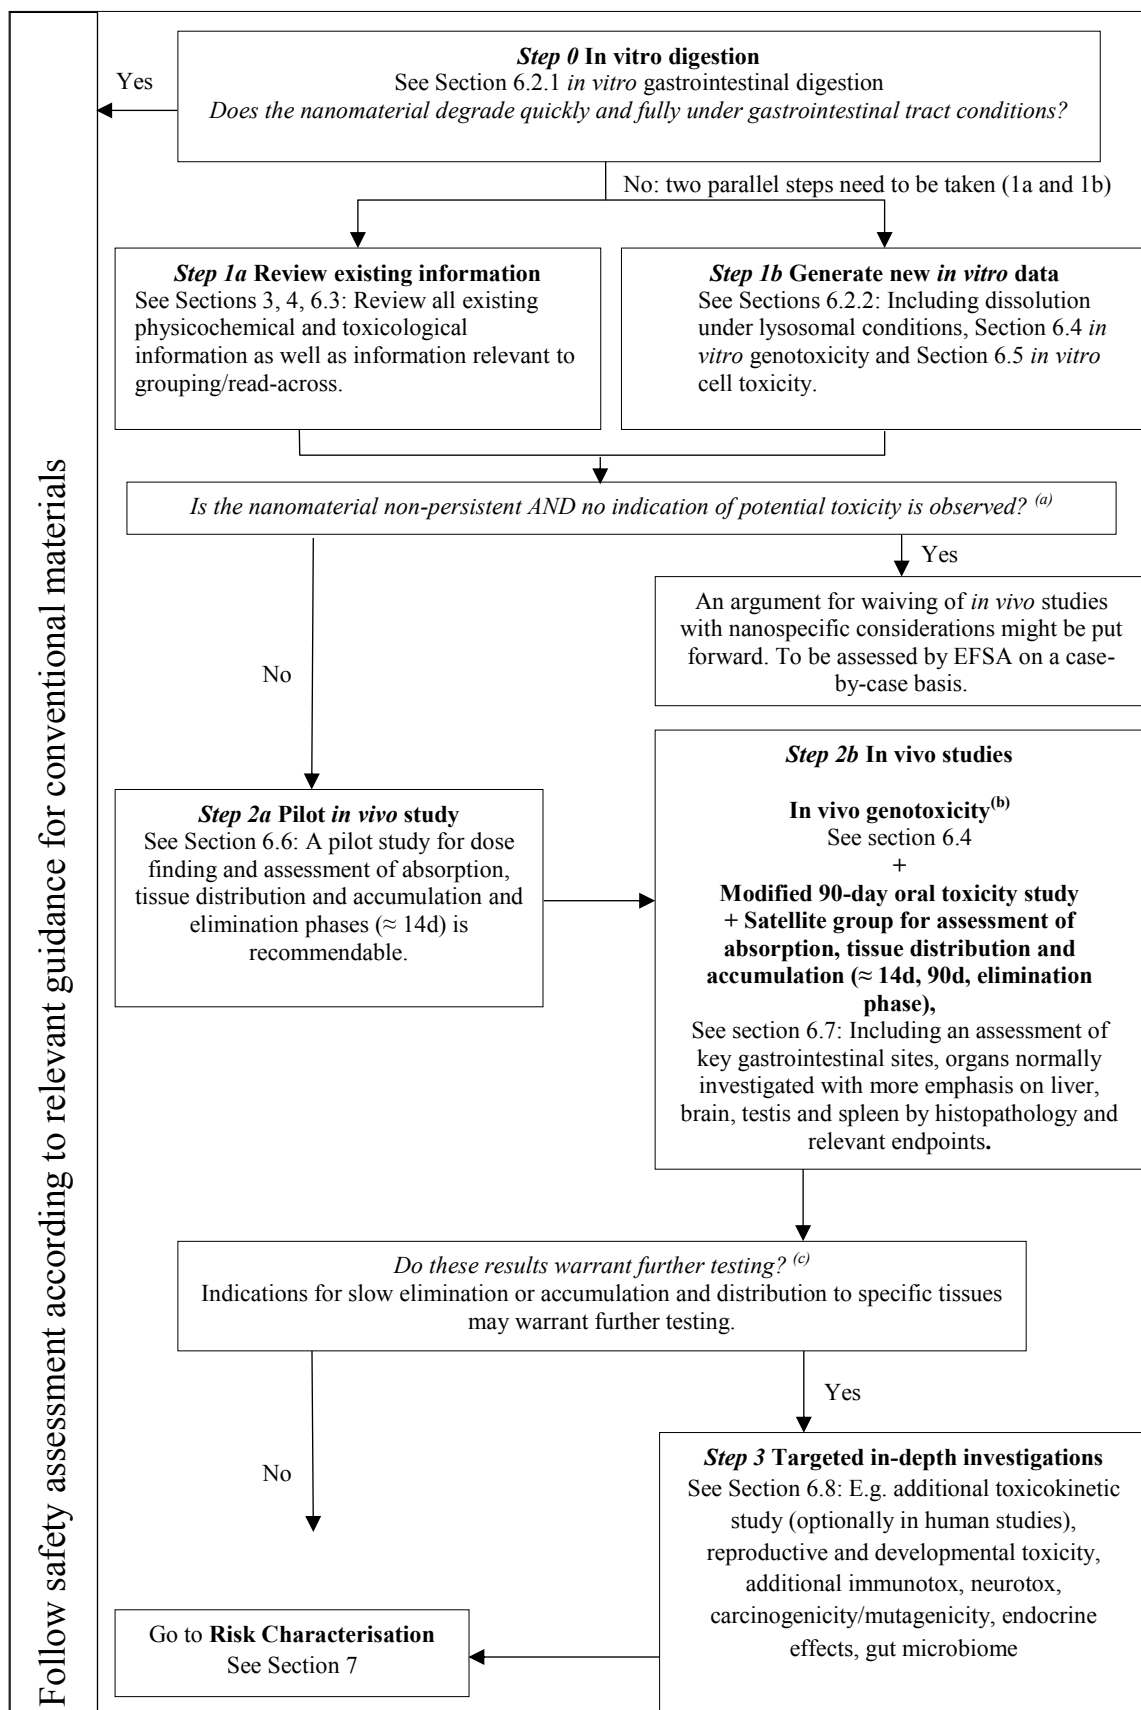 Follow safety assessment according to relevant guidance for conventional materials
Step 0 In vitro digestion
See Section 6.2.1 in vitro gastrointestinal digestion
Does the nanomaterial degrade quickly and fully under gastrointestinal tract conditions?
Yes
No: two parallel steps need to be taken (1a and 1b)
Step 1a Review existing information
See Sections 3, 4, 6.3: Review all existing
physicochemical and toxicological
information as well as information relevant to
grouping/read-across.
Step 1b Generate new in vitro data
See Sections 6.2.2: Including dissolution
under lysosomal conditions, Section 6.4 in
vitro genotoxicity and Section 6.5 in vitro
cell toxicity.
Is the nanomaterial non-persistent AND no indication of potential toxicity is observed? (a)
Yes
An argument for waiving of in vivo studies
with nanospecific considerations might be put
forward. To be assessed by EFSA on a case-
by-case basis.
No
Step 2a Pilot in vivo study
See Section 6.6: A pilot study for dose
finding and assessment of absorption,
tissue distribution and accumulation and
elimination phases (≈ 14d) is
recommendable.
Step 2b In vivo studies
In vivo genotoxicity(b)
See section 6.4
+
Modified 90-day oral toxicity study
+ Satellite group for assessment of
absorption, tissue distribution and
accumulation (≈ 14d, 90d, elimination
phase),
See section 6.7: Including an assessment of
key gastrointestinal sites, organs normally
investigated with more emphasis on liver,
brain, testis and spleen by histopathology and
relevant endpoints.
Do these results warrant further testing? (c)
Indications for slow elimination or accumulation and distribution to specific tissues
may warrant further testing.
Yes
No
Step 3 Targeted in-depth investigations
See Section 6.8: E.g. additional toxicokinetic
study (optionally in human studies),
reproductive and developmental toxicity,
additional immunotox, neurotox,
carcinogenicity/mutagenicity, endocrine
effects, gut microbiome
Go to Risk Characterisation
See Section 7